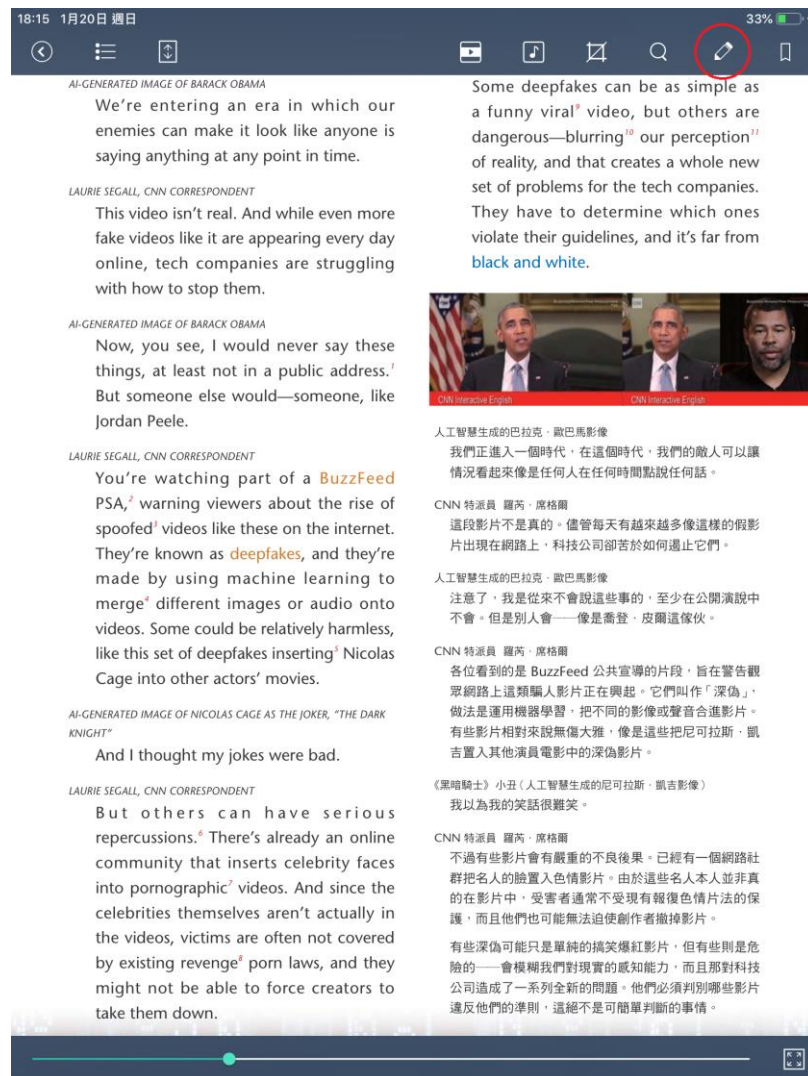 18:15 1月20日 週日
33%
AI-GENERATED IMAGE OF BARACK OBAMA
We're entering an era in which our
enemies can make it look like anyone is
saying anything at any point in time.
LAURIE SEGALL, CNN CORRESPONDENT
This video isn't real. And while even more
fake videos like it are appearing every day
online, tech companies are struggling
with how to stop them.
AI-GENERATED IMAGE OF BARACK OBAMA
Now, you see, I would never say these
things, at least not in a public address.1
But someone else would—someone, like
Jordan Peele.
LAURIE SEGALL, CNN CORRESPONDENT
You're watching part of a BuzzFeed
PSA,2 warning viewers about the rise of
spoofed3 videos like these on the internet.
They're known as deepfakes, and they're
made by using machine learning to
merge4 different images or audio onto
videos. Some could be relatively harmless,
like this set of deepfakes inserting5 Nicolas
Cage into other actors' movies.
AI-GENERATED IMAGE OF NICOLAS CAGE AS THE JOKER, "THE DARK
KNIGHT"
And I thought my jokes were bad.
LAURIE SEGALL, CNN CORRESPONDENT
But others can have serious
repercussions.6 There's already an online
community that inserts celebrity faces
into pornographic7 videos. And since the
celebrities themselves aren't actually in
the videos, victims are often not covered
by existing revenge8 porn laws, and they
might not be able to force creators to
take them down.
Some deepfakes can be as simple as
a funny viral9 video, but others are
dangerous—blurring10 our perception11
of reality, and that creates a whole new
set of problems for the tech companies.
They have to determine which ones
violate their guidelines, and it's far from
black and white.
CNN Interactive English
CNN Interactive English
人工智慧生成的巴拉克·歐巴馬影像
我們正進入一個時代，在這個時代，我們的敵人可以讓
情況看起來像是任何人在任何時間點說任何話。
CNN 特派員 羅芮·席格爾
這段影片不是真的。儘管每天有越來越多像這樣的假影
片出現在網路上，科技公司卻苦於如何遏止它們。
人工智慧生成的巴拉克·歐巴馬影像
注意了，我是從來不會說這些事的，至少在公開演說中
不會。但是別人會——像是喬登·皮爾這傢伙。
CNN 特派員 羅芮·席格爾
各位看到的是 BuzzFeed 公共宣導的片段，旨在警告觀
眾網路上這類騙人影片正在興起。它們叫作「深偽」，
做法是運用機器學習，把不同的影像或聲音合進影片。
有些影片相對來說無傷大雅，像是這些把尼可拉斯·凱
吉置入其他演員電影中的深偽影片。
《黑暗騎士》小丑（人工智慧生成的尼可拉斯·凱吉影像）
我以為我的笑話很難笑。
CNN 特派員 羅芮·席格爾
不過有些影片會有嚴重的不良後果。已經有一個網路社
群把名人的臉置入色情影片。由於這些名人本人並非真
的在影片中，受害者通常不受現有報復色情片法的保
護，而且他們也可能無法迫使創作者撤掉影片。
有些深偽可能只是單純的搞笑爆紅影片，但有些則是危
險的——會模糊我們對現實的感知能力，而且那對科技
公司造成了一系列全新的問題。他們必須判別哪些影片
違反他們的準則，這絕不是可簡單判斷的事情。